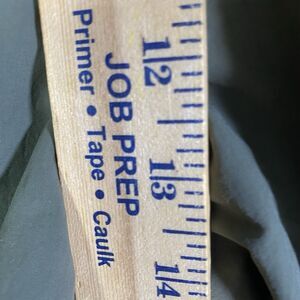 12 13 14
JOB PREP
Primer • Tape • Caulk